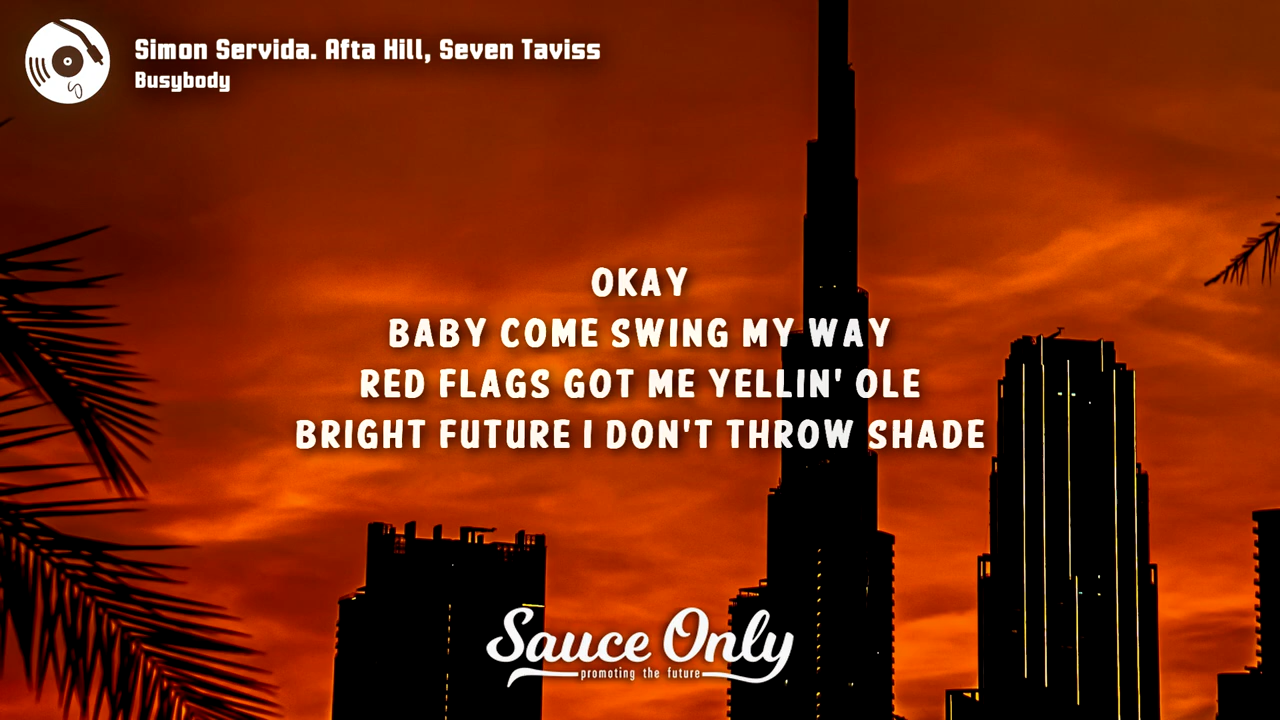 Simon Servida. Afta Hill, Seven Taviss
Busybody
OKAY
BABY COME SWING MY WAY
RED FLAGS GOT ME YELLIN' OLE
BRIGHT FUTURE I DON'T THROW SHADE
Sauce Only
promoting the future